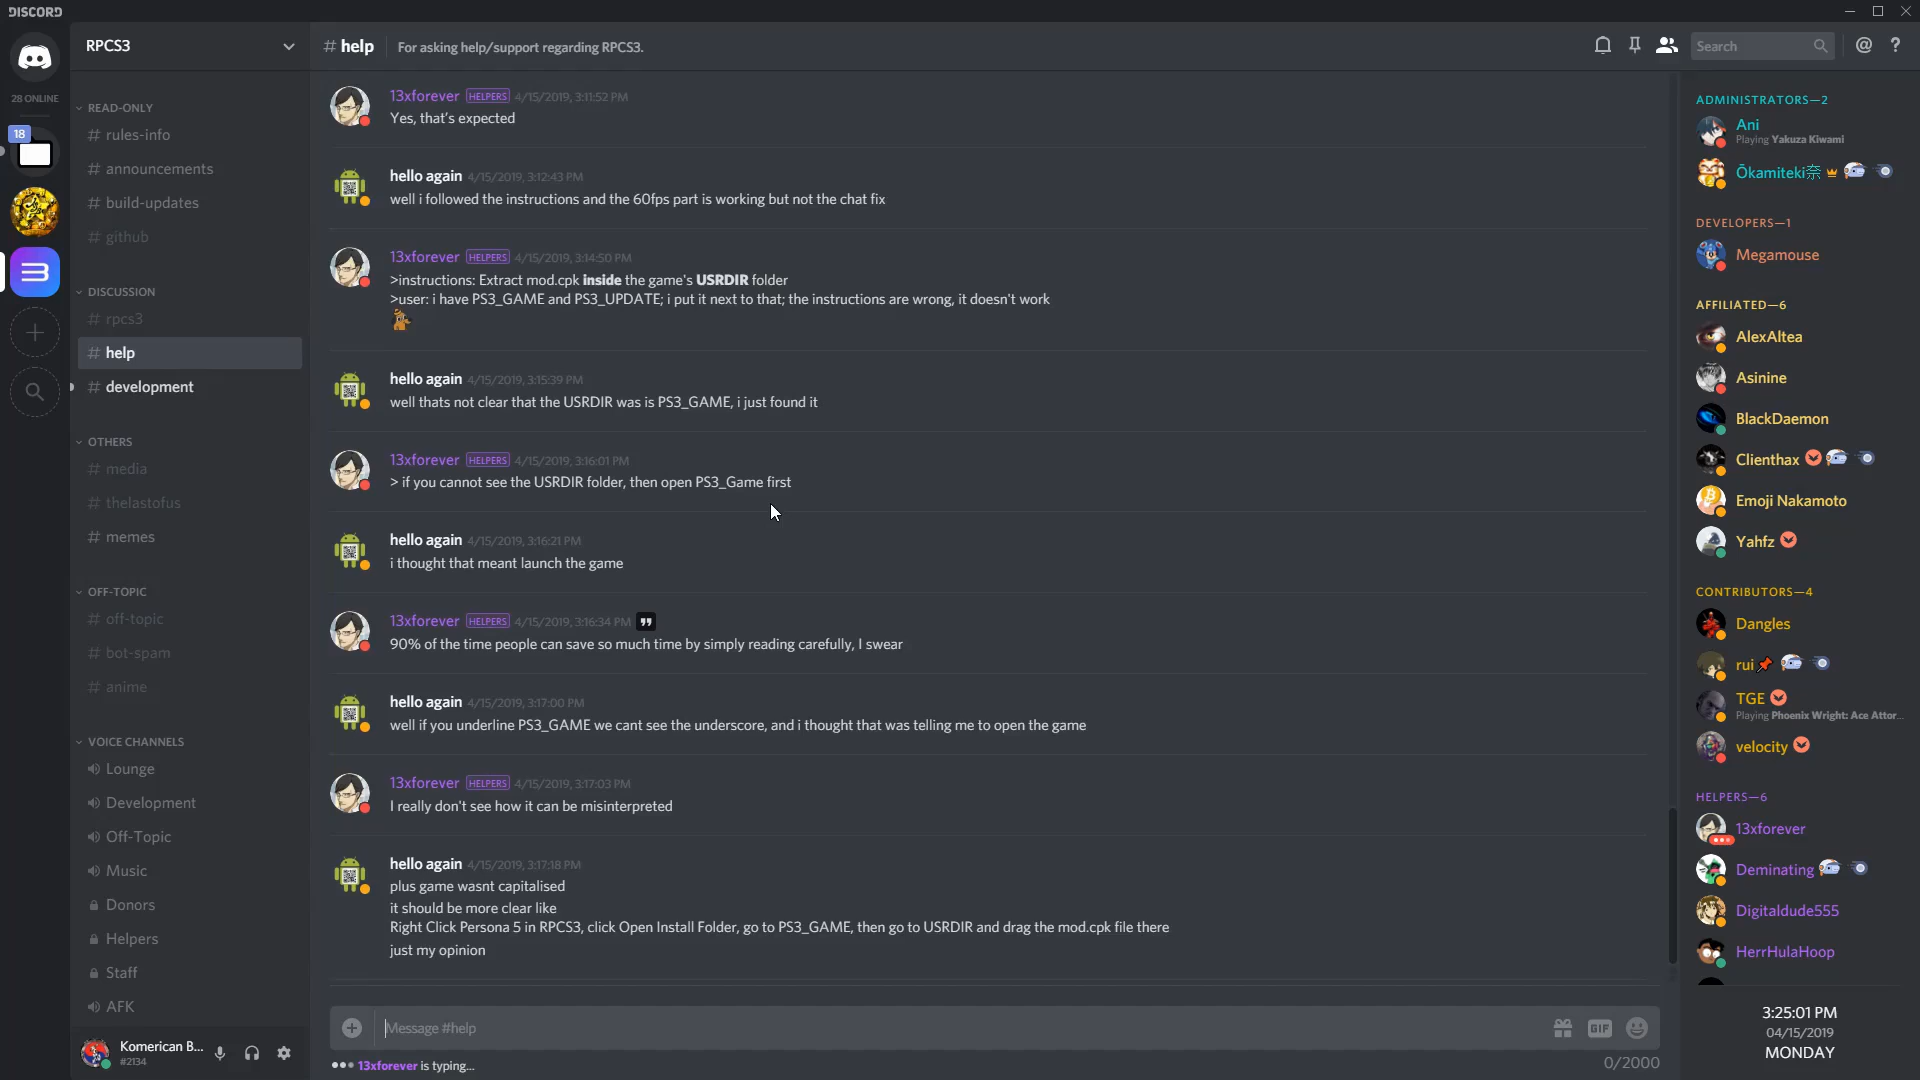 DISCORD
28 ONLINE
18
RPCS3
READ-ONLY
# rules-info
# announcements
# build-updates
# github
DISCUSSION
# rpcs3
# help
# development
OTHERS
# media
# thelastofus
# memes
OFF-TOPIC
# off-topic
# bot-spam
# anime
VOICE CHANNELS
Lounge
Development
Off-Topic
Music
Donors
Helpers
Staff
AFK
Komerican B...
#2134
# help
For asking help/support regarding RPCS3.
Search
@ ?
13xforever HELPERS 4/15/2019, 3:11:52 PM
Yes, that's expected
hello again 4/15/2019, 3:12:43 PM
well i followed the instructions and the 60fps part is working but not the chat fix
13xforever HELPERS 4/15/2019, 3:14:50 PM
>instructions: Extract mod.cpk inside the game's USRDIR folder
>user: i have PS3_GAME and PS3_UPDATE; i put it next to that; the instructions are wrong, it doesn't work
hello again 4/15/2019, 3:15:39 PM
well thats not clear that the USRDIR was is PS3_GAME, i just found it
13xforever HELPERS 4/15/2019, 3:16:01 PM
> if you cannot see the USRDIR folder, then open PS3_Game first
hello again 4/15/2019, 3:16:21 PM
i thought that meant launch the game
13xforever HELPERS 4/15/2019, 3:16:34 PM
90% of the time people can save so much time by simply reading carefully, I swear
hello again 4/15/2019, 3:17:00 PM
well if you underline PS3_GAME we cant see the underscore, and i thought that was telling me to open the game
13xforever HELPERS 4/15/2019, 3:17:03 PM
I really don't see how it can be misinterpreted
hello again 4/15/2019, 3:17:18 PM
plus game wasnt capitalised
it should be more clear like
Right Click Persona 5 in RPCS3, click Open Install Folder, go to PS3_GAME, then go to USRDIR and drag the mod.cpk file there
just my opinion
Message #help
GIF
13xforever is typing...
0/2000
ADMINISTRATORS—2
Ani
Playing Yakuza Kiwami
Ōkamiteki奈
DEVELOPERS—1
Megamouse
AFFILIATED—6
AlexAltea
Asinine
BlackDaemon
Clienthax
Emoji Nakamoto
Yahfz
CONTRIBUTORS—4
Dangles
rui
TGE
Playing Phoenix Wright: Ace Attor...
velocity
HELPERS—6
13xforever
Deminating
Digitaldude555
HerrHulaHoop
3:25:01 PM
04/15/2019
MONDAY